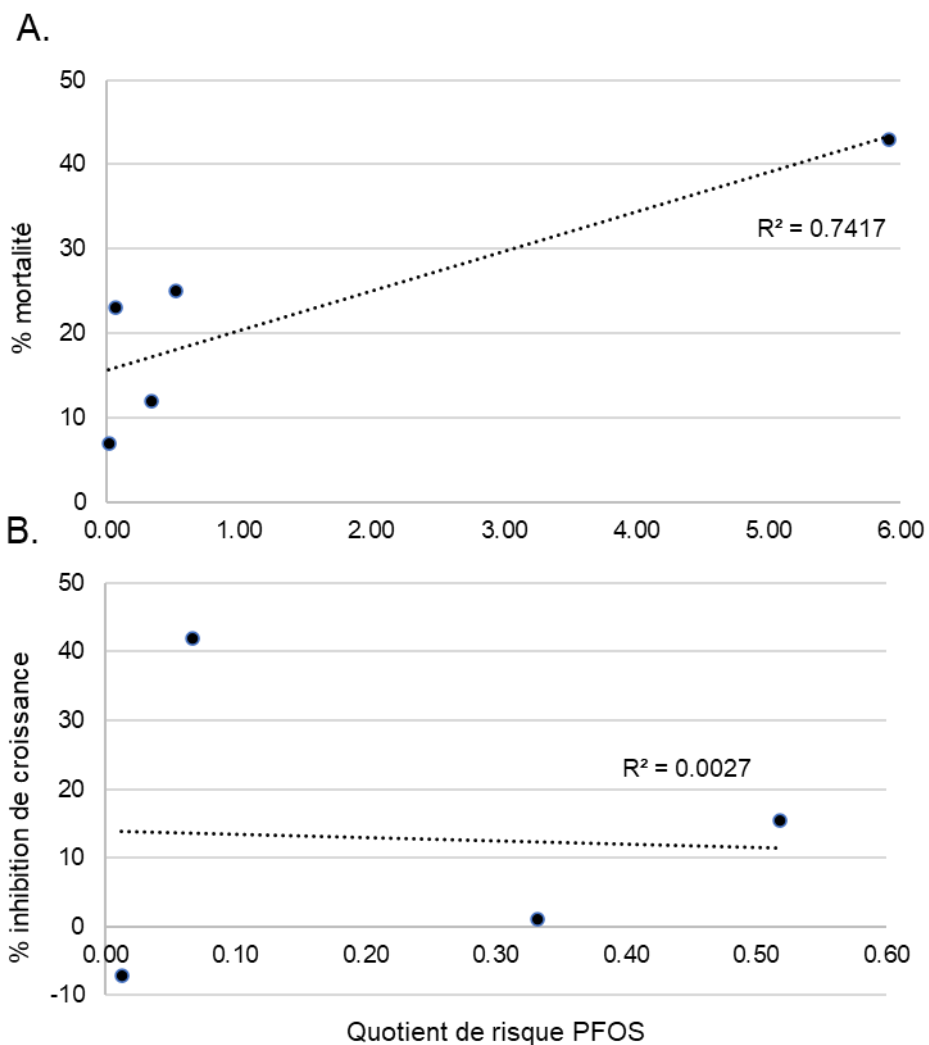 A.
50
40
30
20
10
0
% mortalité
R² = 0.7417
0.00 1.00 2.00 3.00 4.00 5.00 6.00
B.
50
40
30
20
10
0
-10
% inhibition de croissance
R² = 0.0027
0.00 0.10 0.20 0.30 0.40 0.50 0.60
Quotient de risque PFOS